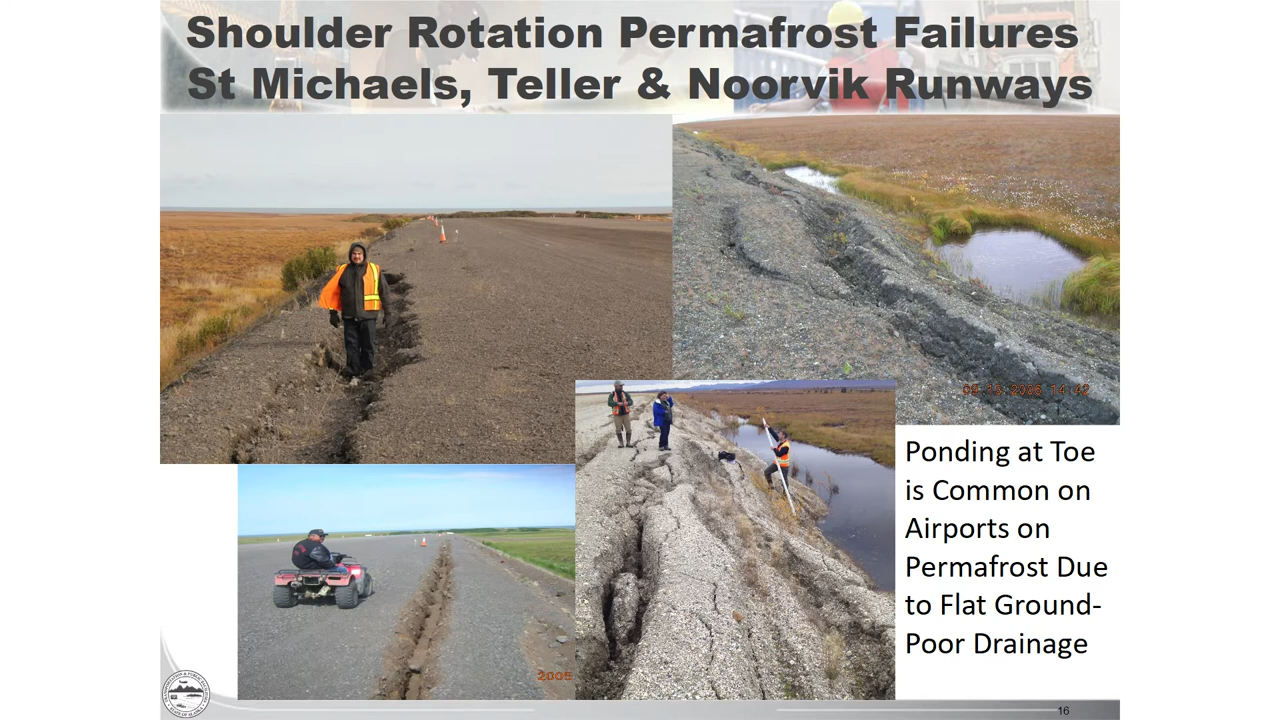 Shoulder Rotation Permafrost Failures
St Michaels, Teller & Noorvik Runways
Ponding at Toe
is Common on
Airports on
Permafrost Due
to Flat Ground-
Poor Drainage
2005
16